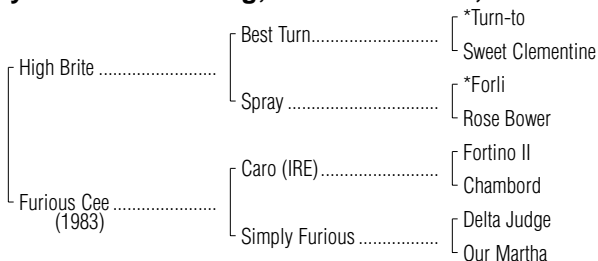 *Turn-to
Best Turn
Sweet Clementine
High Brite
*Forli
Spray
Rose Bower
Fortino II
Caro (IRE)
Chambord
Furious Cee
(1983)
Delta Judge
Simply Furious
Our Martha